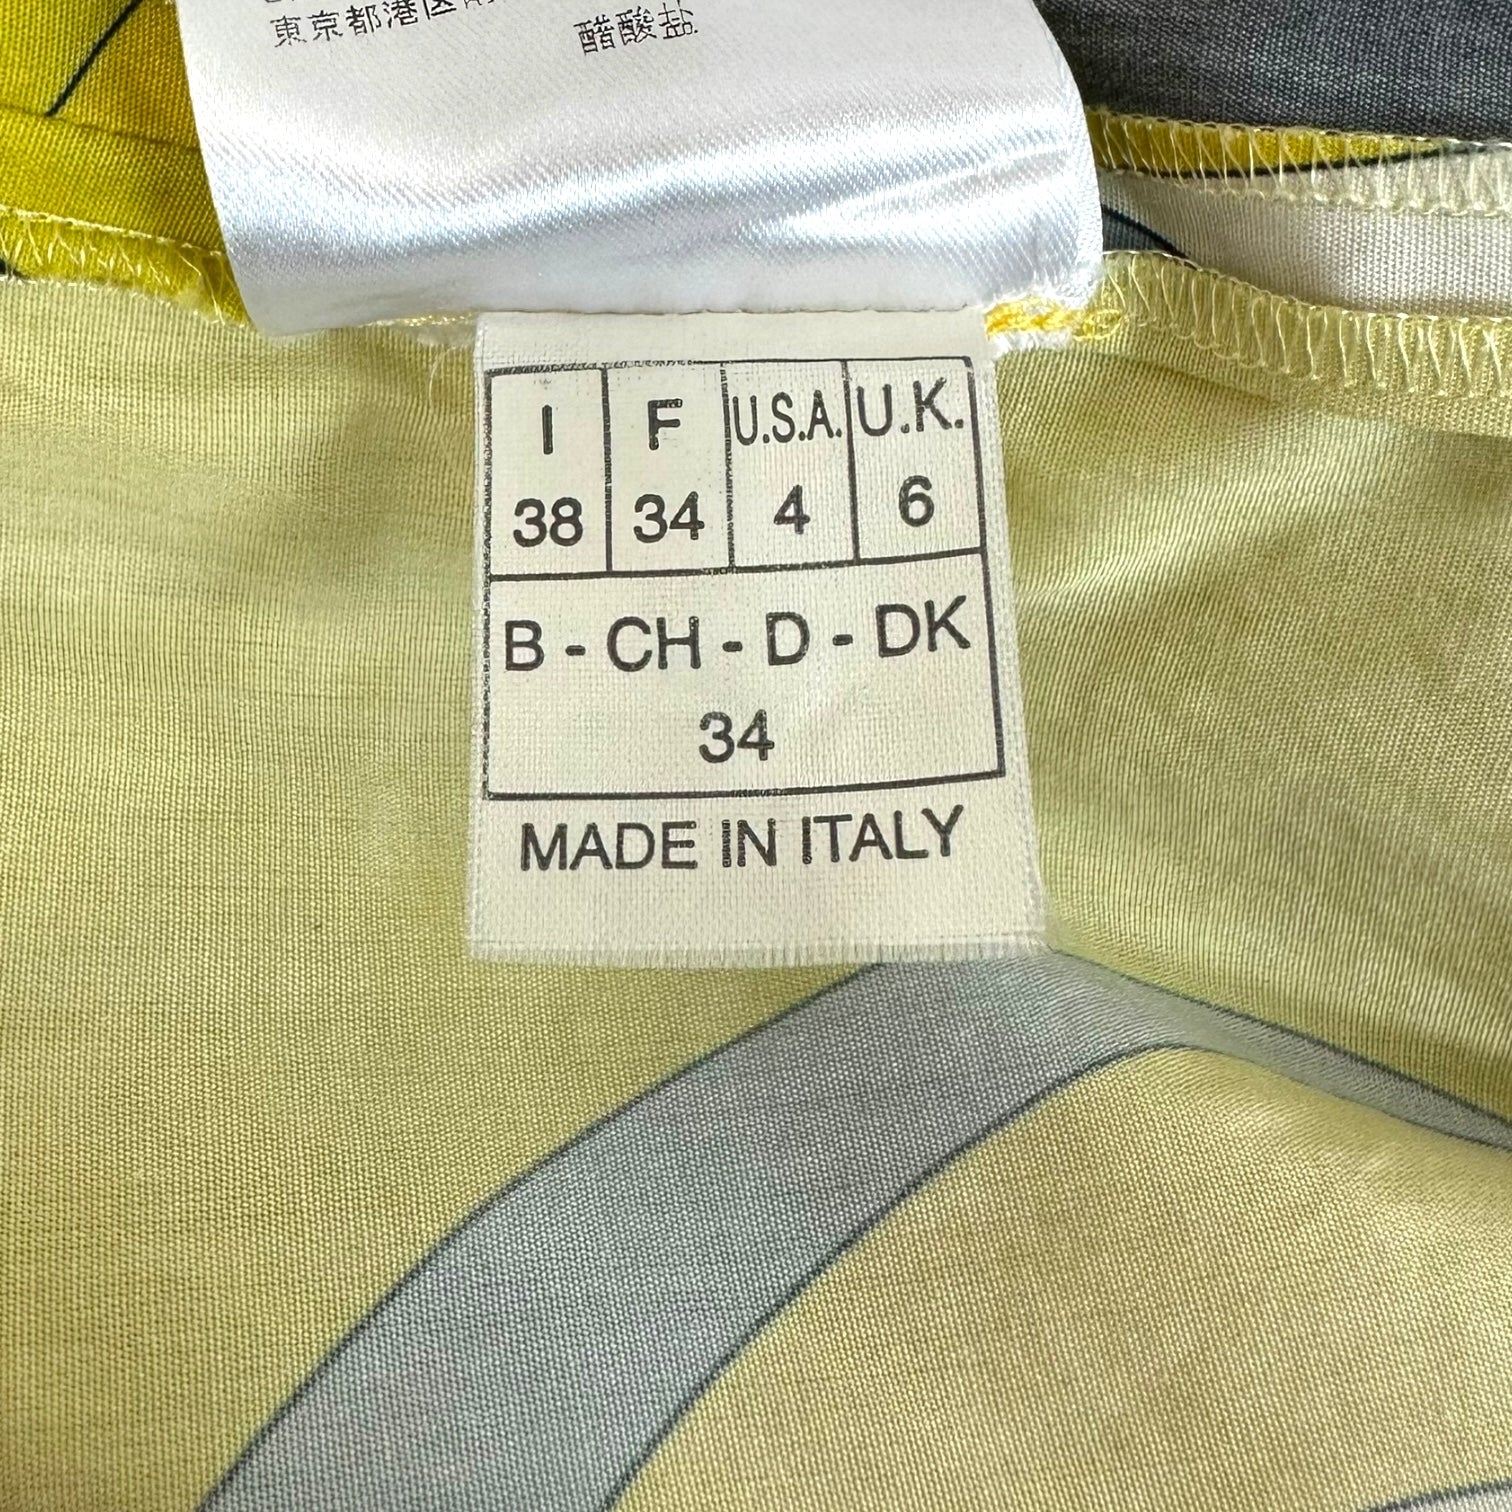 東京都港区
醋酸盐
I F U.S.A. U.K.
38 34 4 6
B - CH - D - DK
34
MADE IN ITALY